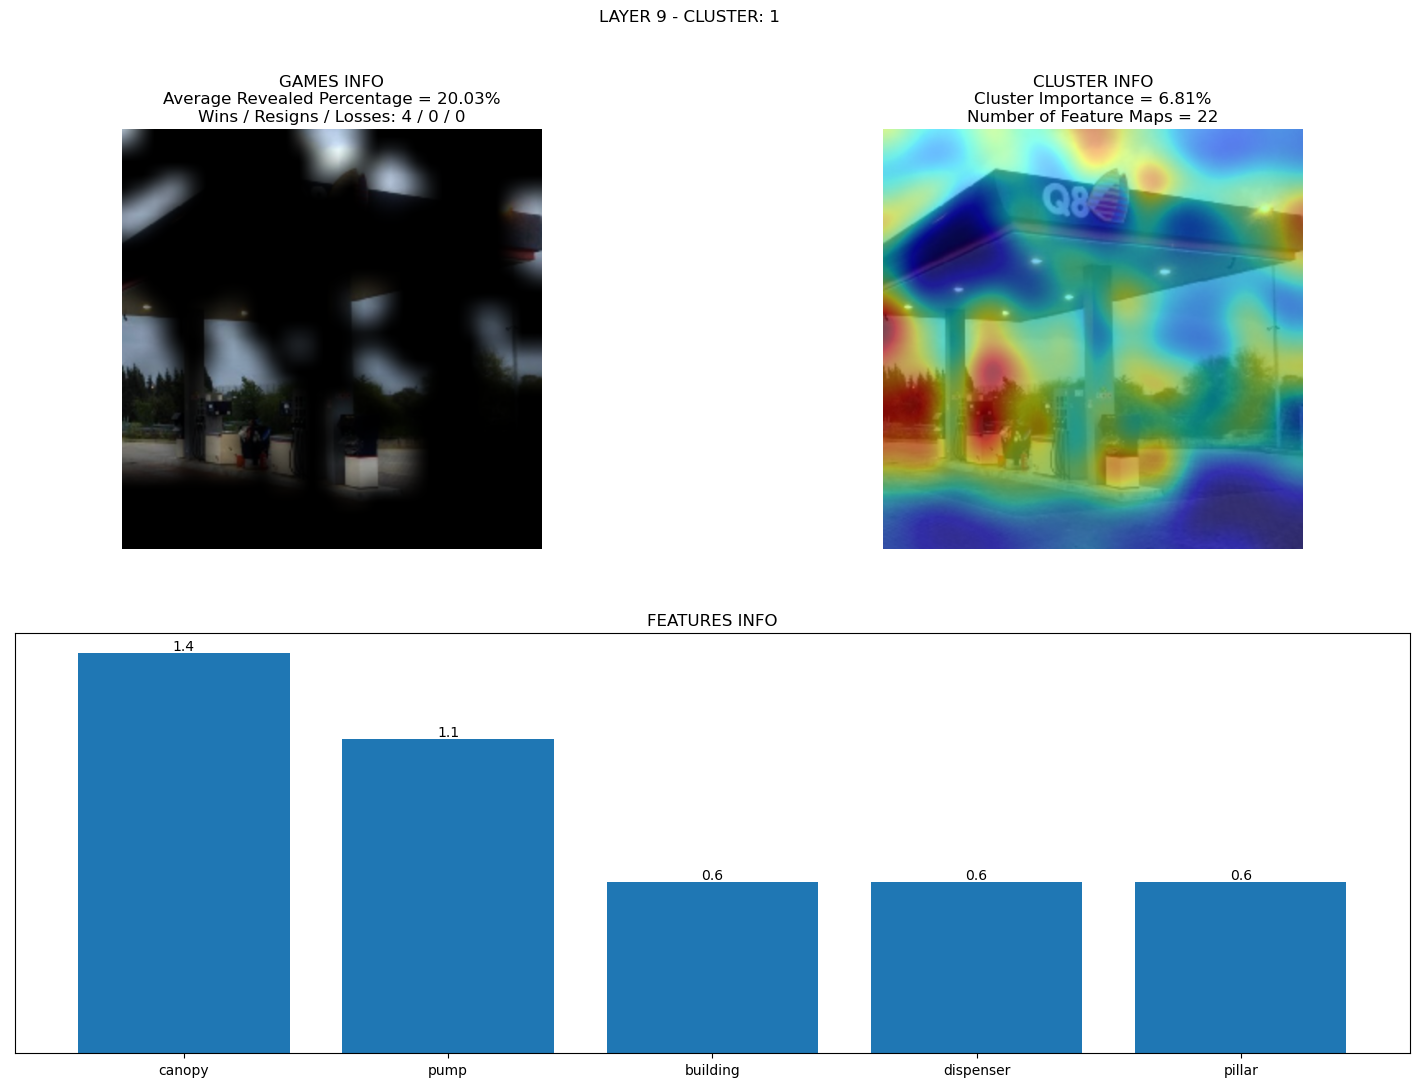 LAYER 9 - CLUSTER: 1
GAMES INFO
Average Revealed Percentage = 20.03%
Wins / Resigns / Losses: 4 / 0 / 0
CLUSTER INFO
Cluster Importance = 6.81%
Number of Feature Maps = 22
Q8
FEATURES INFO
1.4
1.1
0.6
0.6
0.6
canopy
pump
building
dispenser
pillar